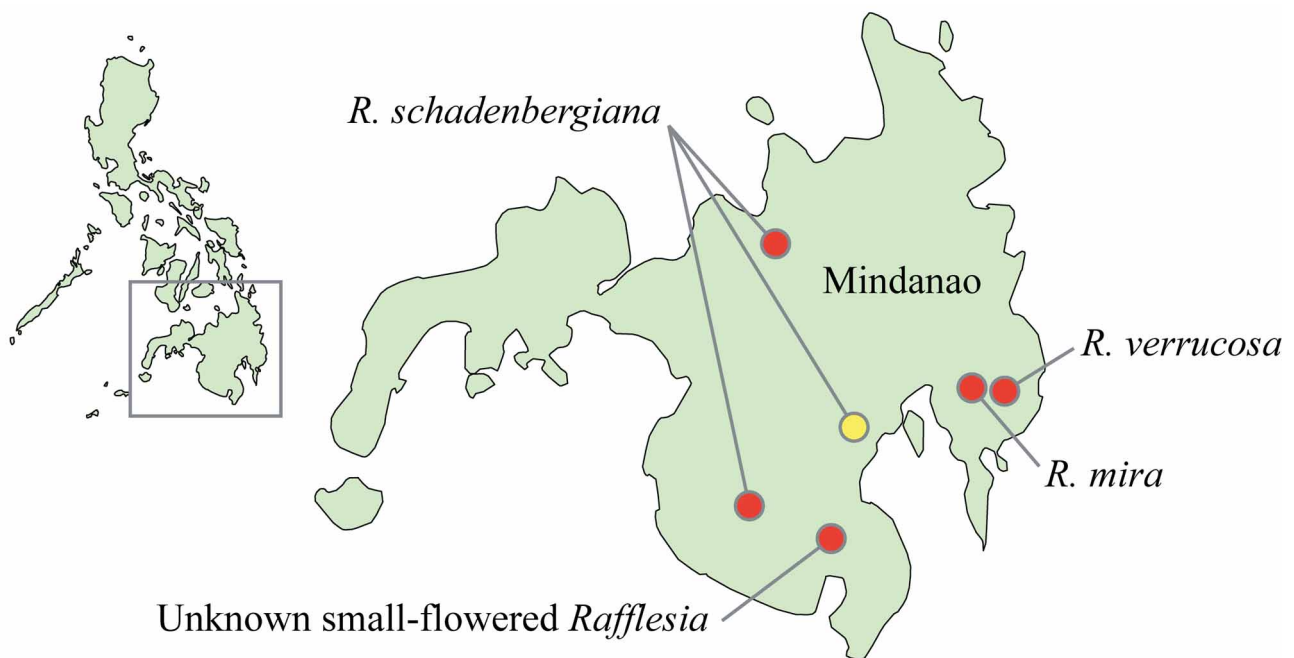 R. schadenbergiana
Mindanao
R. verrucosa
R. mira
Unknown small-flowered Rafflesia